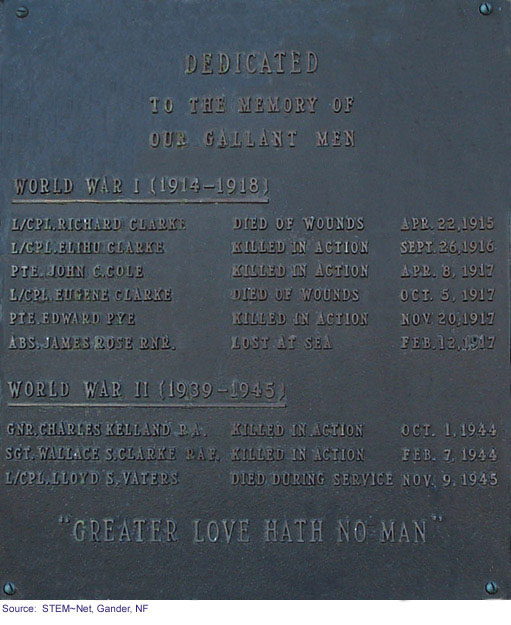 DEDICATED
TO THE MEMORY OF
OUR GALLANT MEN
WORLD WAR I (1914-1918)
L/CPL. RICHARD CLARKE DIED OF WOUNDS APR. 22, 1915
L/CPL. ELIHU CLARKE KILLED IN ACTION SEPT. 26, 1916
PTE. JOHN C. COLE KILLED IN ACTION APR. 8, 1917
L/CPL. EUGENE CLARKE DIED OF WOUNDS OCT. 5, 1917
PTE. EDWARD PYE KILLED IN ACTION NOV. 20, 1917
ABS. JAMES ROSE RNR. LOST AT SEA FEB. 12, 1917
WORLD WAR II (1939-1945)
GNR. CHARLES KELLAND R.A. KILLED IN ACTION OCT. 1, 1944
SGT. WALLACE S. CLARKE R.A.F. KILLED IN ACTION FEB. 7, 1944
L/CPL. LLOYD S. VATERS DIED DURING SERVICE NOV. 9, 1945
"GREATER LOVE HATH NO MAN"
Source: STEM~Net, Gander, NF